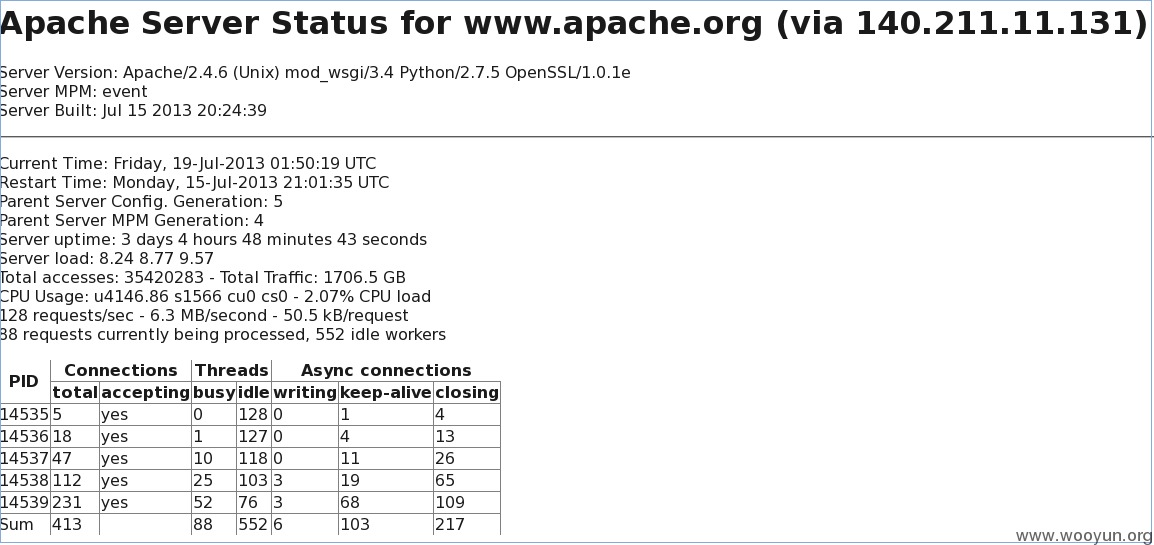 Apache Server Status for www.apache.org (via 140.211.11.131)
Server Version: Apache/2.4.6 (Unix) mod_wsgi/3.4 Python/2.7.5 OpenSSL/1.0.1e
Server MPM: event
Server Built: Jul 15 2013 20:24:39
Current Time: Friday, 19-Jul-2013 01:50:19 UTC
Restart Time: Monday, 15-Jul-2013 21:01:35 UTC
Parent Server Config. Generation: 5
Parent Server MPM Generation: 4
Server uptime: 3 days 4 hours 48 minutes 43 seconds
Server load: 8.24 8.77 9.57
Total accesses: 35420283 - Total Traffic: 1706.5 GB
CPU Usage: u4146.86 s1566 cu0 cs0 - 2.07% CPU load
128 requests/sec - 6.3 MB/second - 50.5 kB/request
88 requests currently being processed, 552 idle workers
PID Connections Threads Async connections
total accepting busy idle writing keep-alive closing
14535 5 yes 0 128 0 1 4
14536 18 yes 1 127 0 4 13
14537 47 yes 10 118 0 11 26
14538 112 yes 25 103 3 19 65
14539 231 yes 52 76 3 68 109
Sum 413 88 552 6 103 217
www.wooyun.org